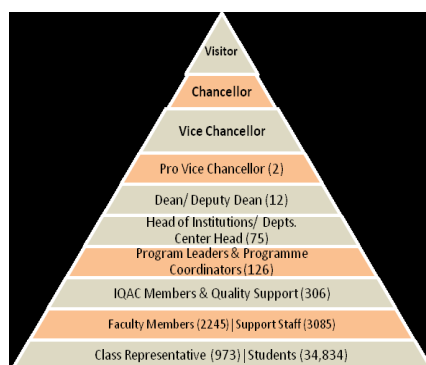 Visitor
Chancellor
Vice Chancellor
Pro Vice Chancellor (2)
Dean/ Deputy Dean (12)
Head of Institutions/ Depts.
Center Head (75)
Program Leaders & Programme
Coordinators (126)
IQAC Members & Quality Support (306)
Faculty Members (2245)|Support Staff (3085)
Class Representative (973)|Students (34,834)